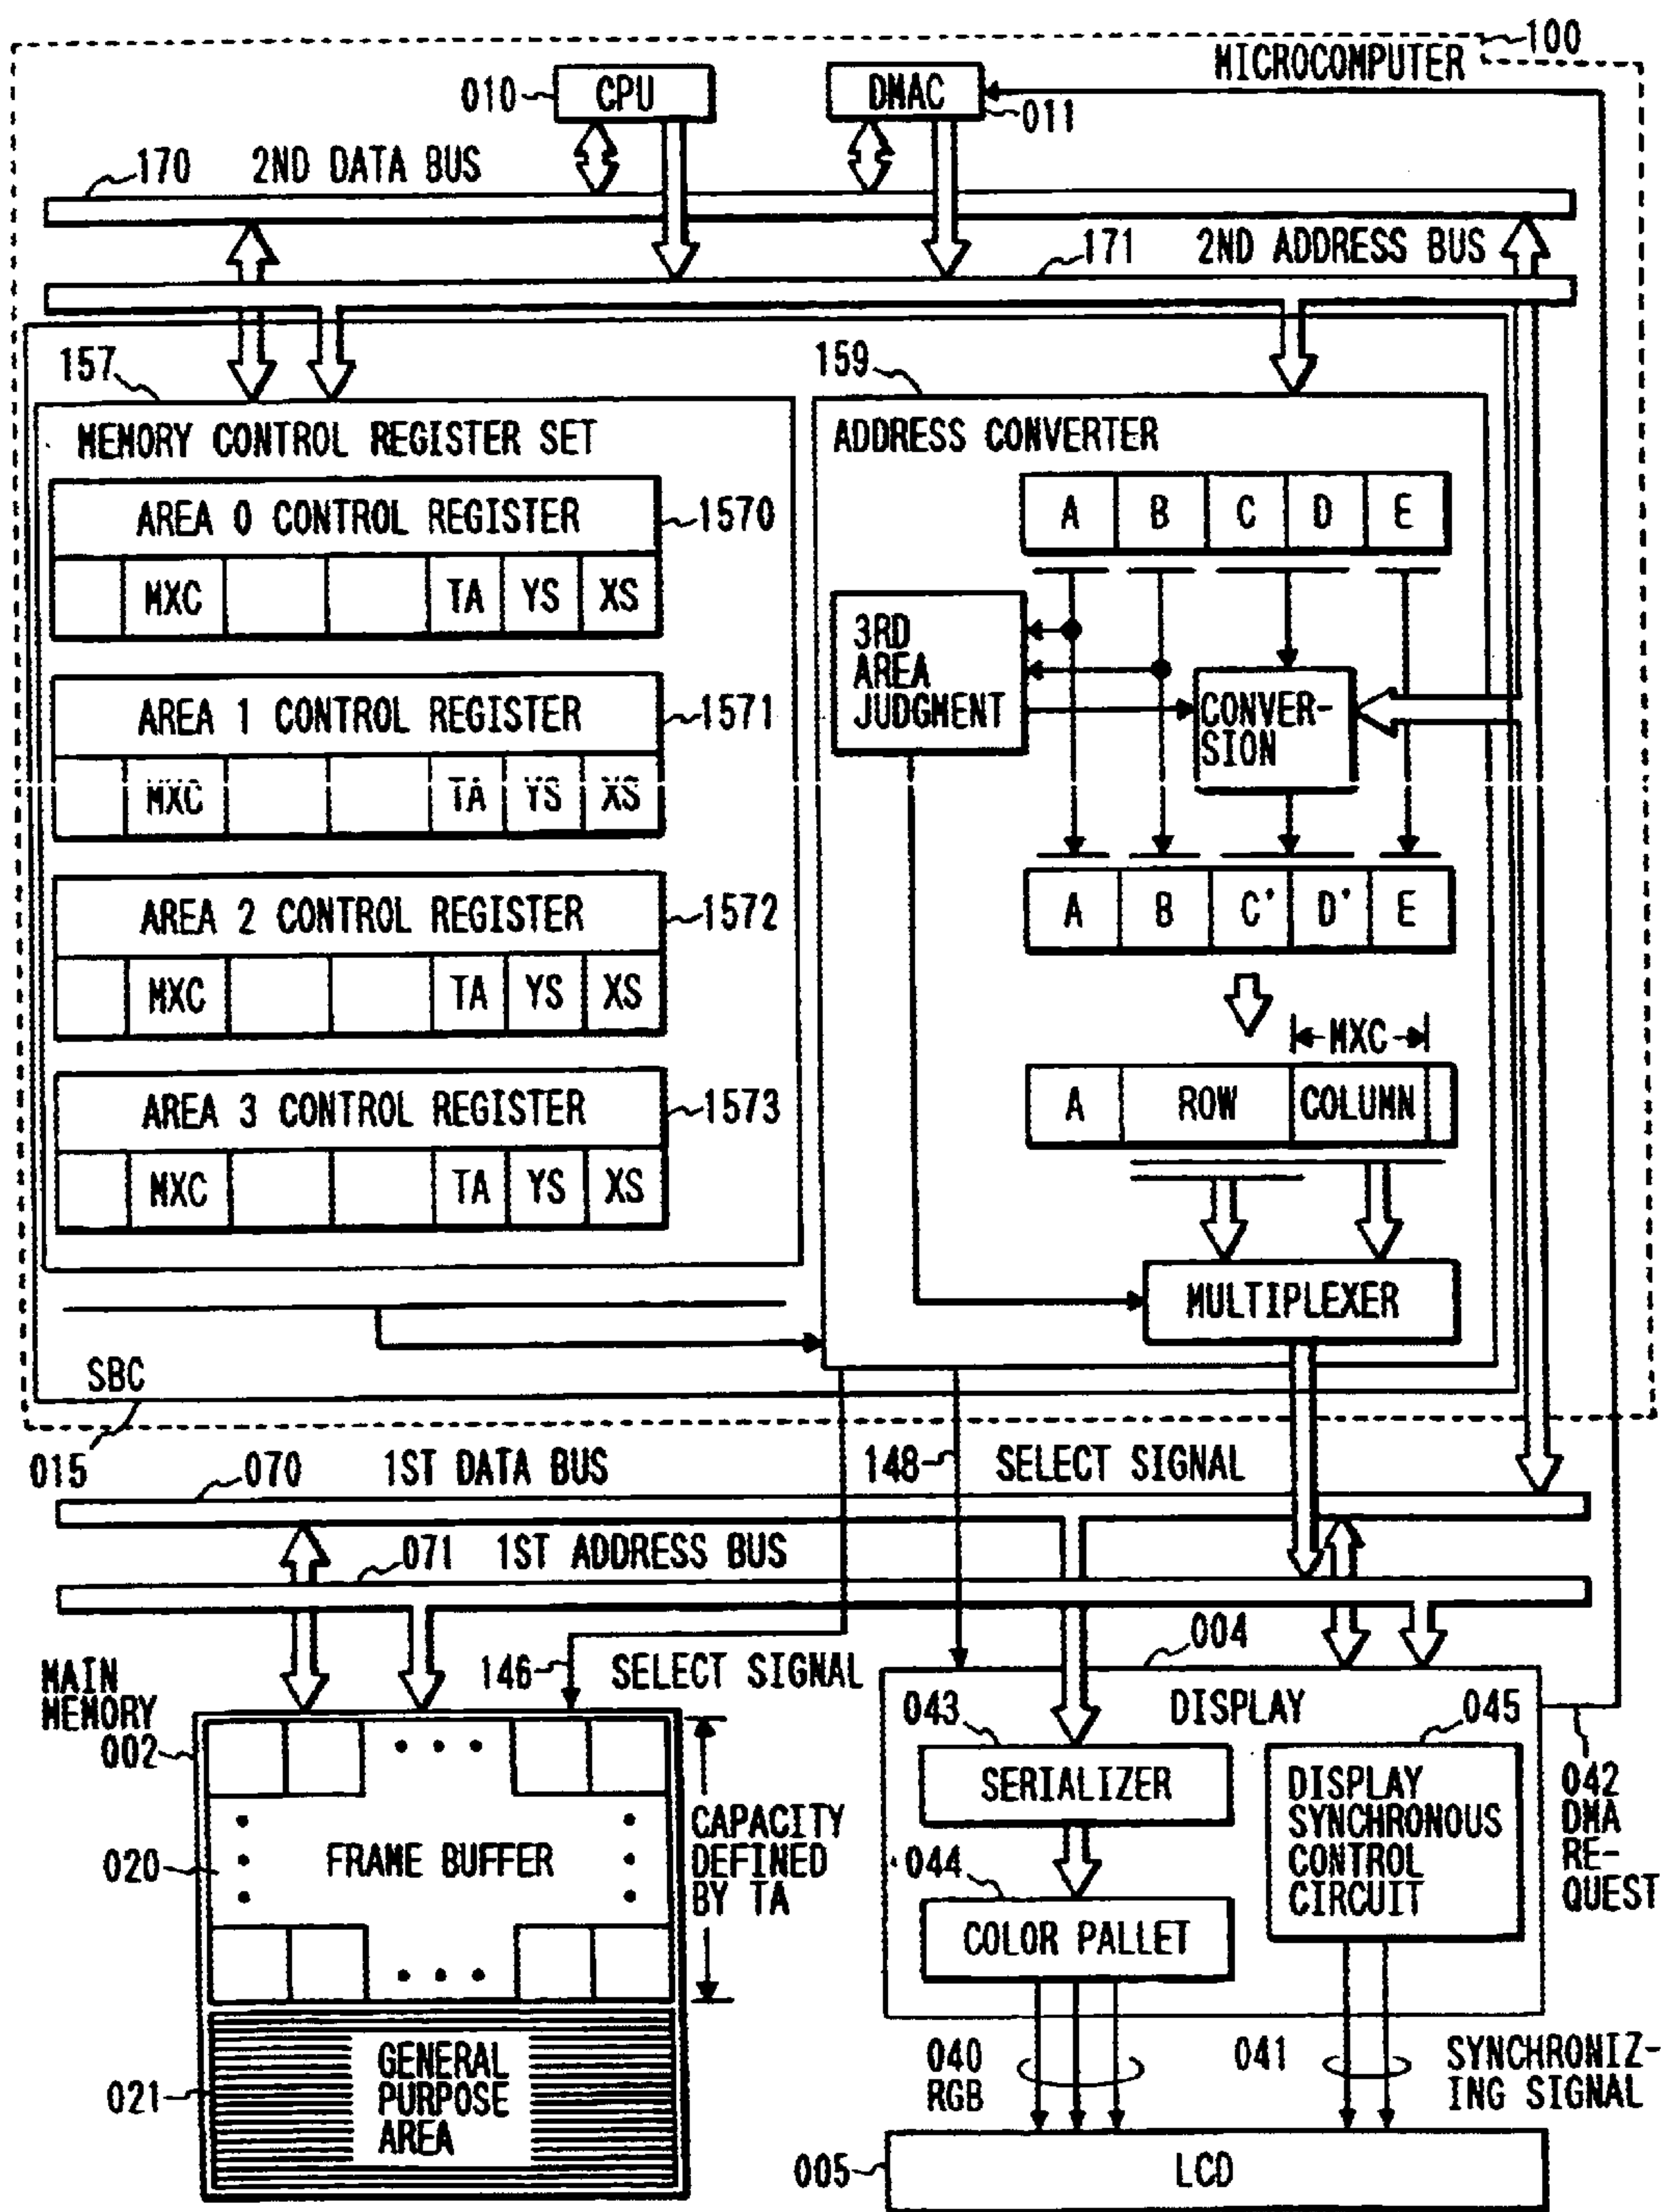 100
MICROCOMPUTER
010
CPU
DMAC
011
170
2ND DATA BUS
171
2ND ADDRESS BUS
157
159
MEMORY CONTROL REGISTER SET
AREA 0 CONTROL REGISTER
1570
MXC
TA
YS
XS
AREA 1 CONTROL REGISTER
1571
MXC
TA
YS
XS
AREA 2 CONTROL REGISTER
1572
MXC
TA
YS
XS
AREA 3 CONTROL REGISTER
1573
MXC
TA
YS
XS
SBC
015
ADDRESS CONVERTER
A
B
C
D
E
3RD
AREA
JUDGMENT
CONVER-
SION
A
B
C'
D'
E
MXC
A
ROW
COLUMN
MULTIPLEXER
070
1ST DATA BUS
148
SELECT SIGNAL
071
1ST ADDRESS BUS
146
SELECT SIGNAL
MAIN
MEMORY
002
020
FRAME BUFFER
CAPACITY
DEFINED
BY TA
021
GENERAL
PURPOSE
AREA
004
DISPLAY
043
SERIALIZER
044
COLOR PALLET
045
DISPLAY
SYNCHRONOUS
CONTROL
CIRCUIT
042
DMA
RE-
QUEST
040
RGB
041
SYNCHRONIZ-
ING SIGNAL
005
LCD